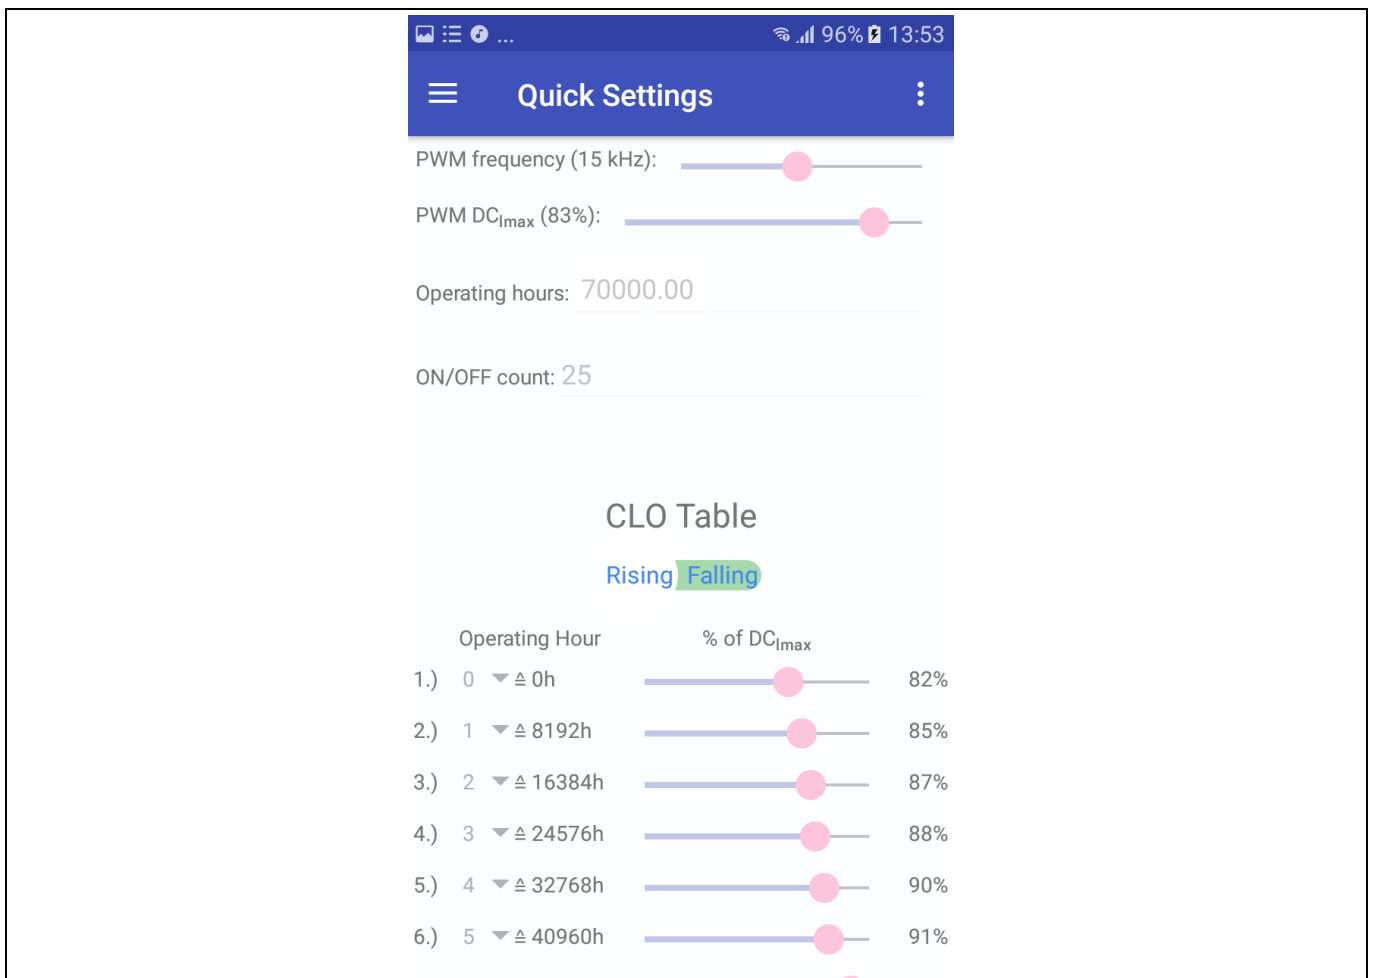 ... 96% 13:53
Quick Settings
PWM frequency (15 kHz):
PWM DCImax (83%):
Operating hours: 70000.00
ON/OFF count: 25
CLO Table
Rising Falling
Operating Hour % of DCImax
1.) 0 ≙ 0h 82%
2.) 1 ≙ 8192h 85%
3.) 2 ≙ 16384h 87%
4.) 3 ≙ 24576h 88%
5.) 4 ≙ 32768h 90%
6.) 5 ≙ 40960h 91%